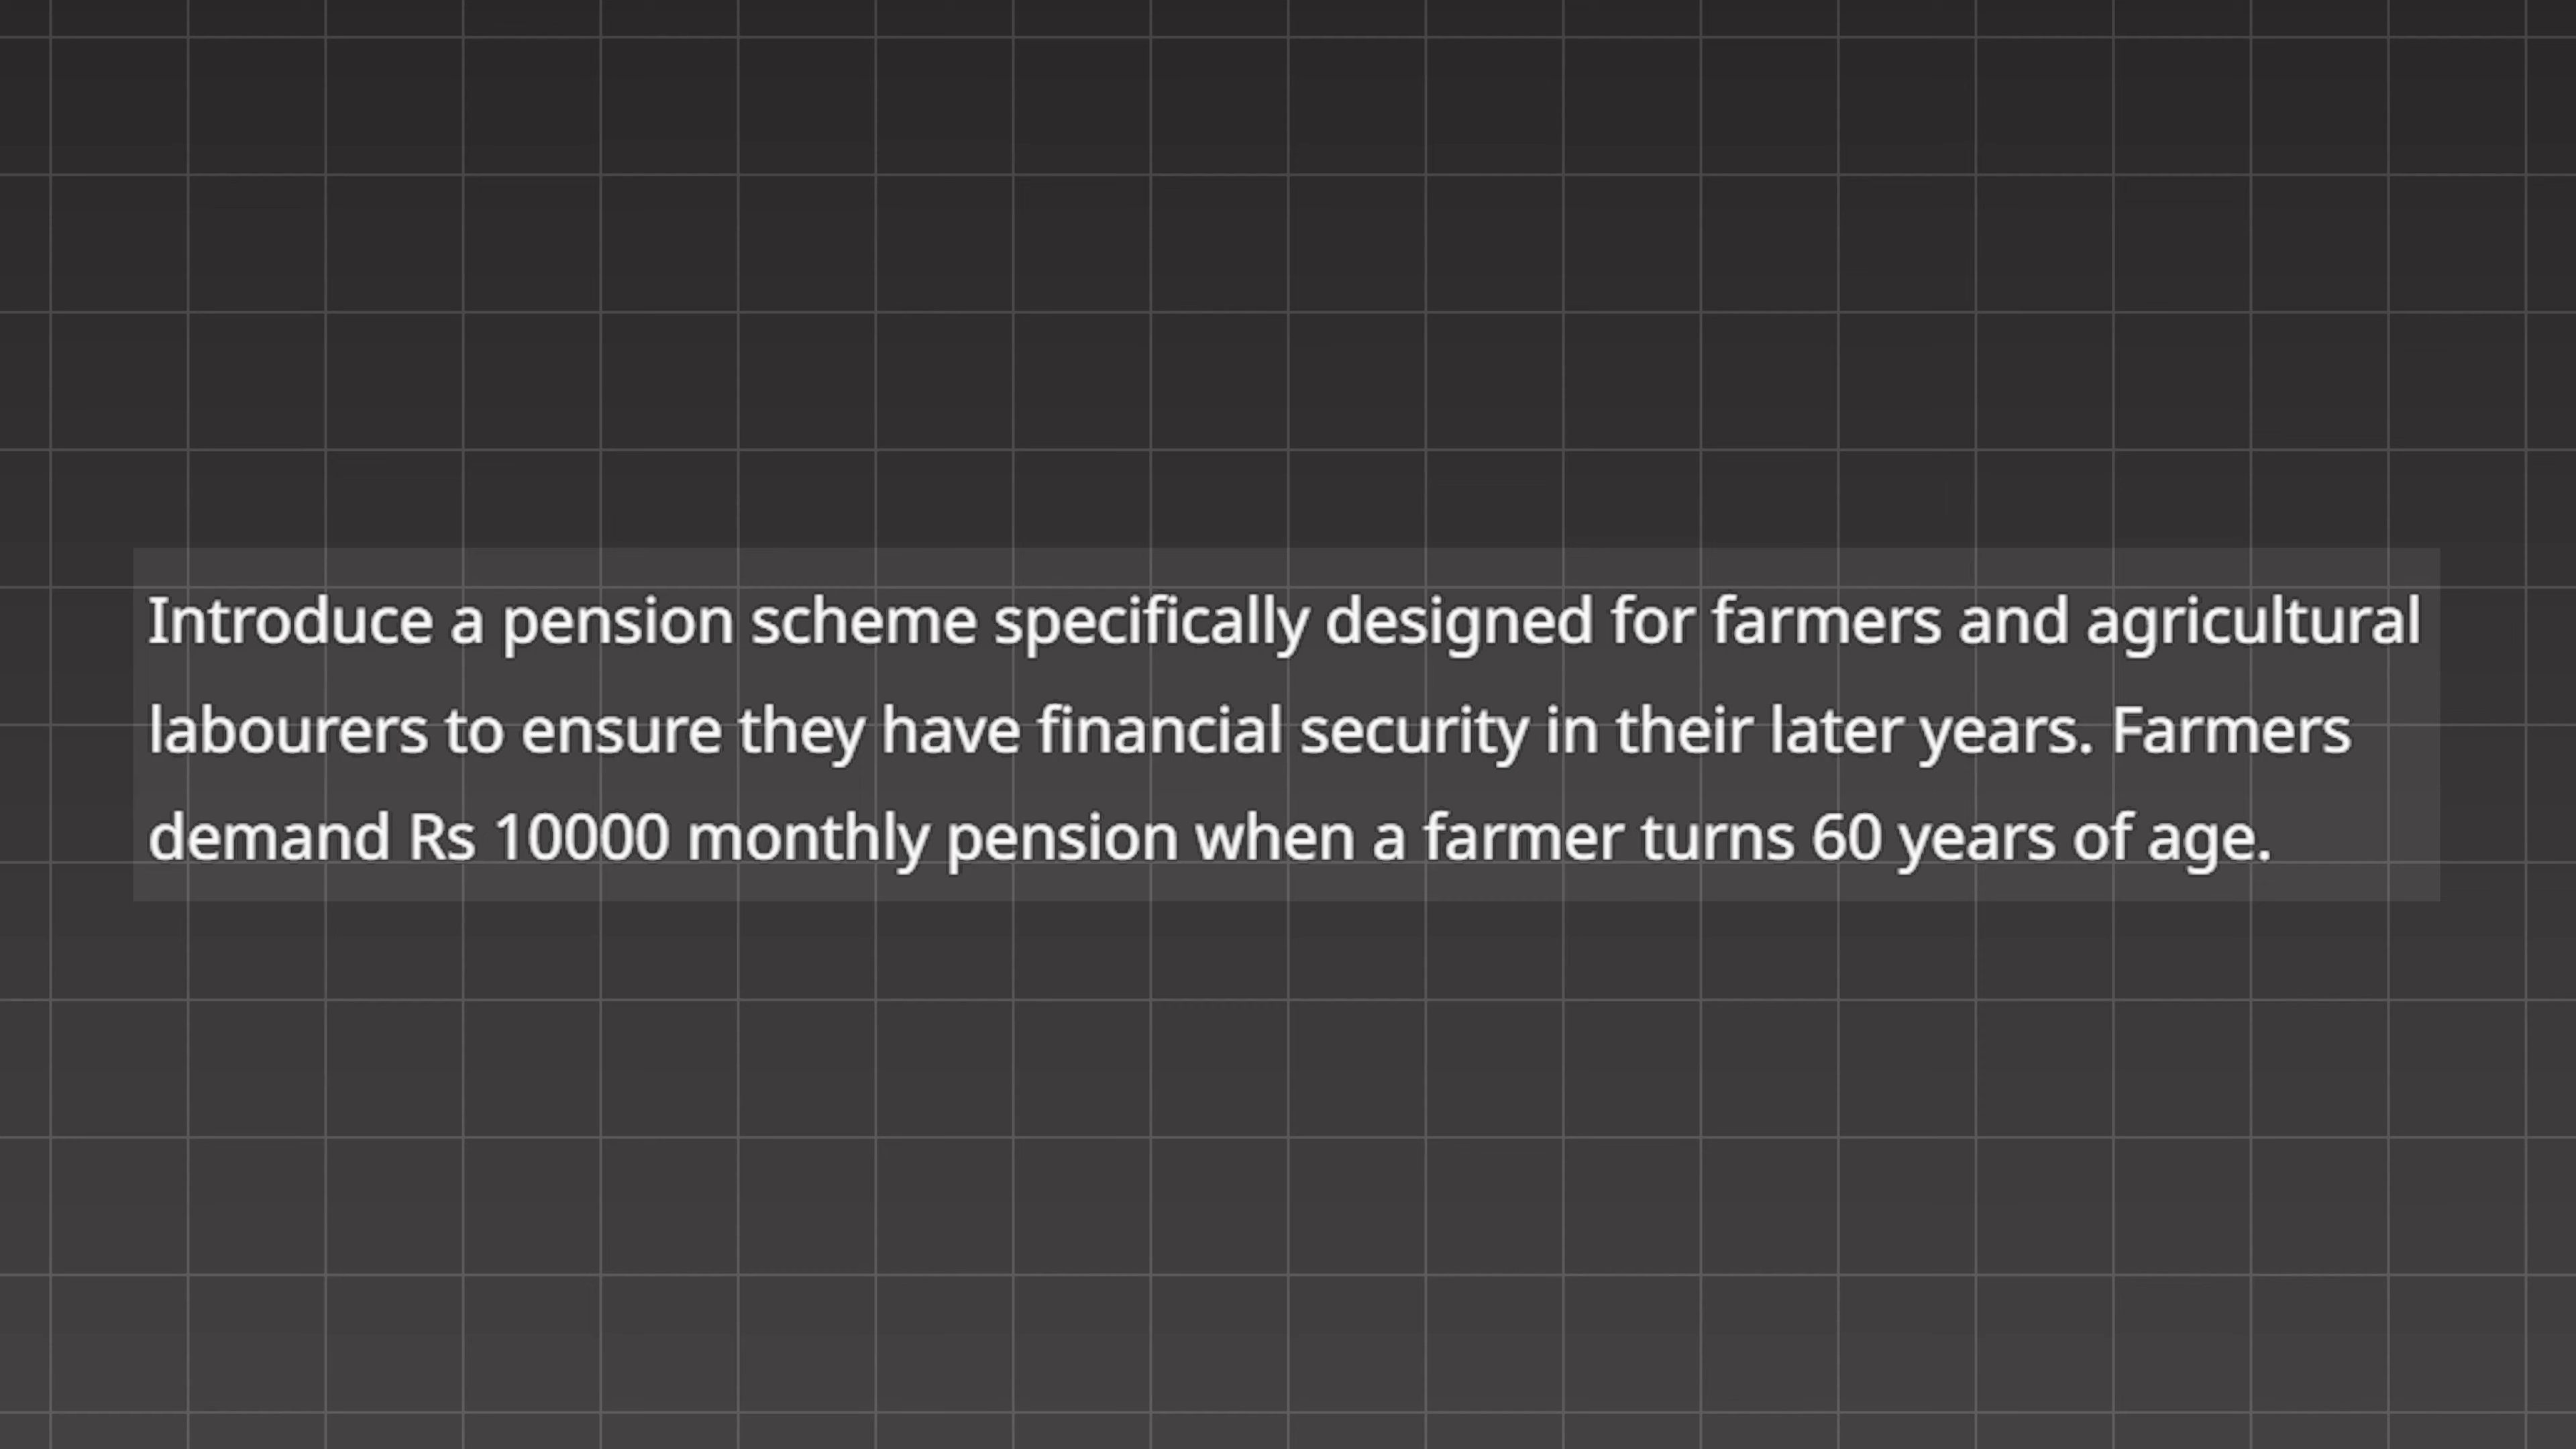 Introduce a pension scheme specifically designed for farmers and agricultural
labourers to ensure they have financial security in their later years. Farmers
demand Rs 10000 monthly pension when a farmer turns 60 years of age.